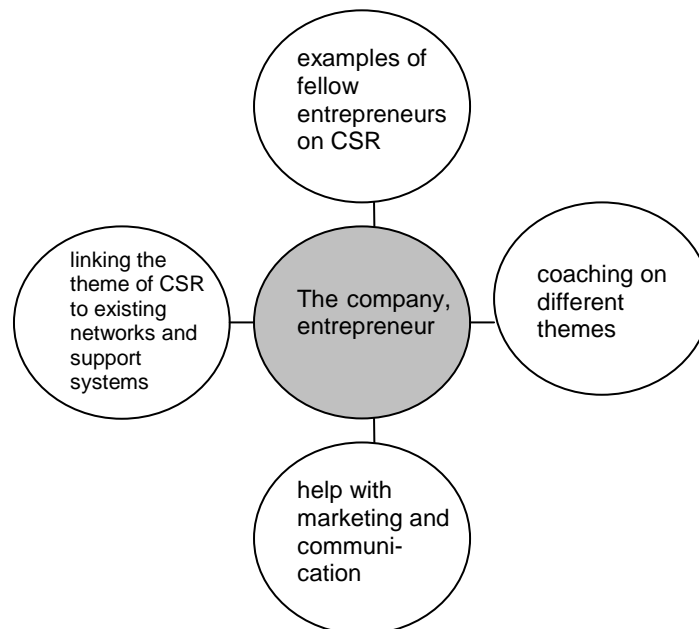 examples of
fellow
entrepreneurs
on CSR
linking the
theme of CSR
to existing
networks and
support
systems
The company,
entrepreneur
coaching on
different
themes
help with
marketing and
communi-
cation